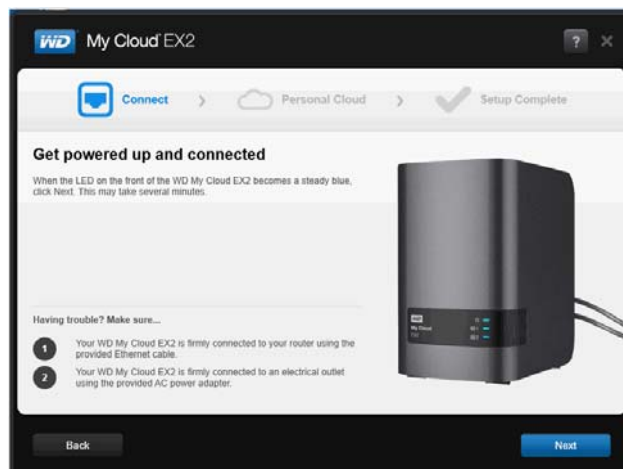 WD My Cloud EX2
?
Connect > Personal Cloud > Setup Complete
Get powered up and connected
When the LED on the front of the WD My Cloud EX2 becomes a steady blue,
click Next. This may take several minutes.
Having trouble? Make sure...
1 Your WD My Cloud EX2 is firmly connected to your router using the
provided Ethernet cable.
2 Your WD My Cloud EX2 is firmly connected to an electrical outlet
using the provided AC power adapter.
WD
My Cloud
EX2
Back
Next